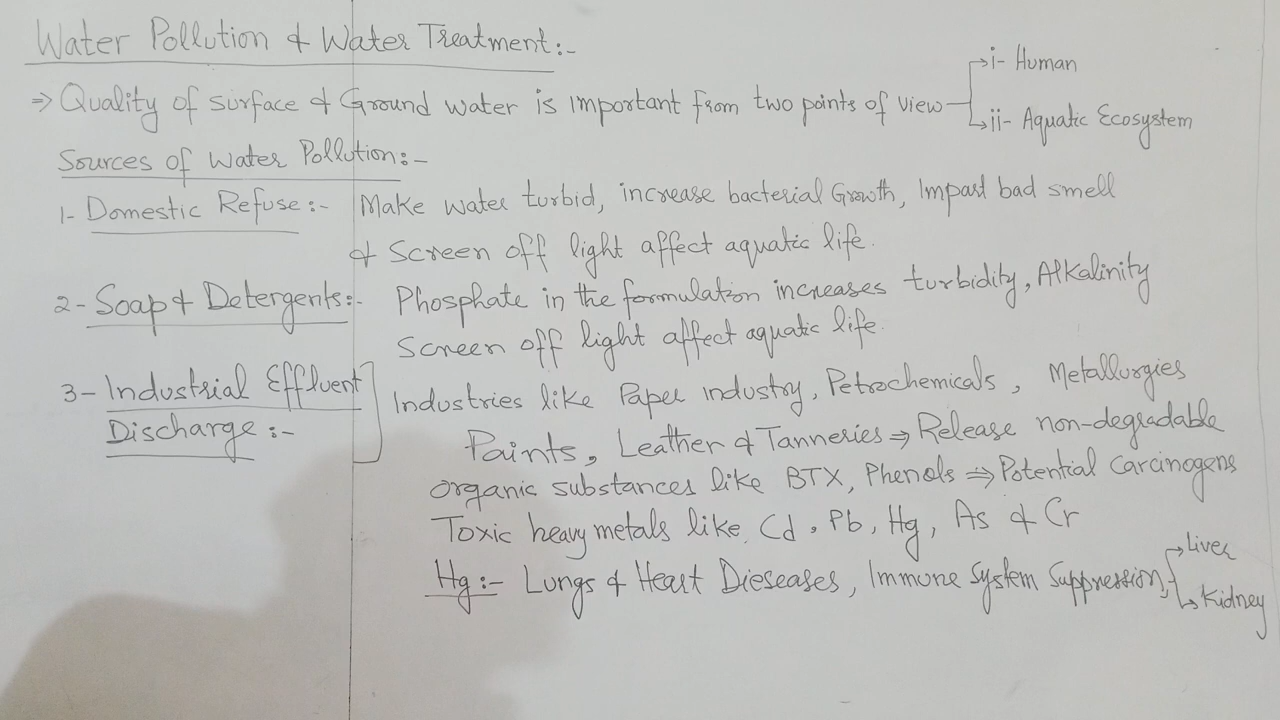 Water Pollution & Water Treatment:-
i- Human
⇒ Quality of surface & Ground water is important from two points of view
ii- Aquatic Ecosystem
Sources of Water Pollution:-
1- Domestic Refuse:- Make water turbid, increase bacterial Growth, Impart bad smell
& Screen off light affect aquatic life.
2- Soap & Detergents:- Phosphate in the formulation increases turbidity, Alkalinity
Screen off light affect aquatic life.
3- Industrial Effluent
Discharge:-
Industries like Paper industry, Petrochemicals, Metallurgies
Paints, Leather & Tanneries ⇒ Release non-degradable
organic substances like BTX, Phenols ⇒ Potential carcinogens
Toxic heavy metals like Cd, Pb, Hg, As & Cr
Hg:- Lungs & Heart Dieseases, Immune System Suppression,
Liver
Kidney